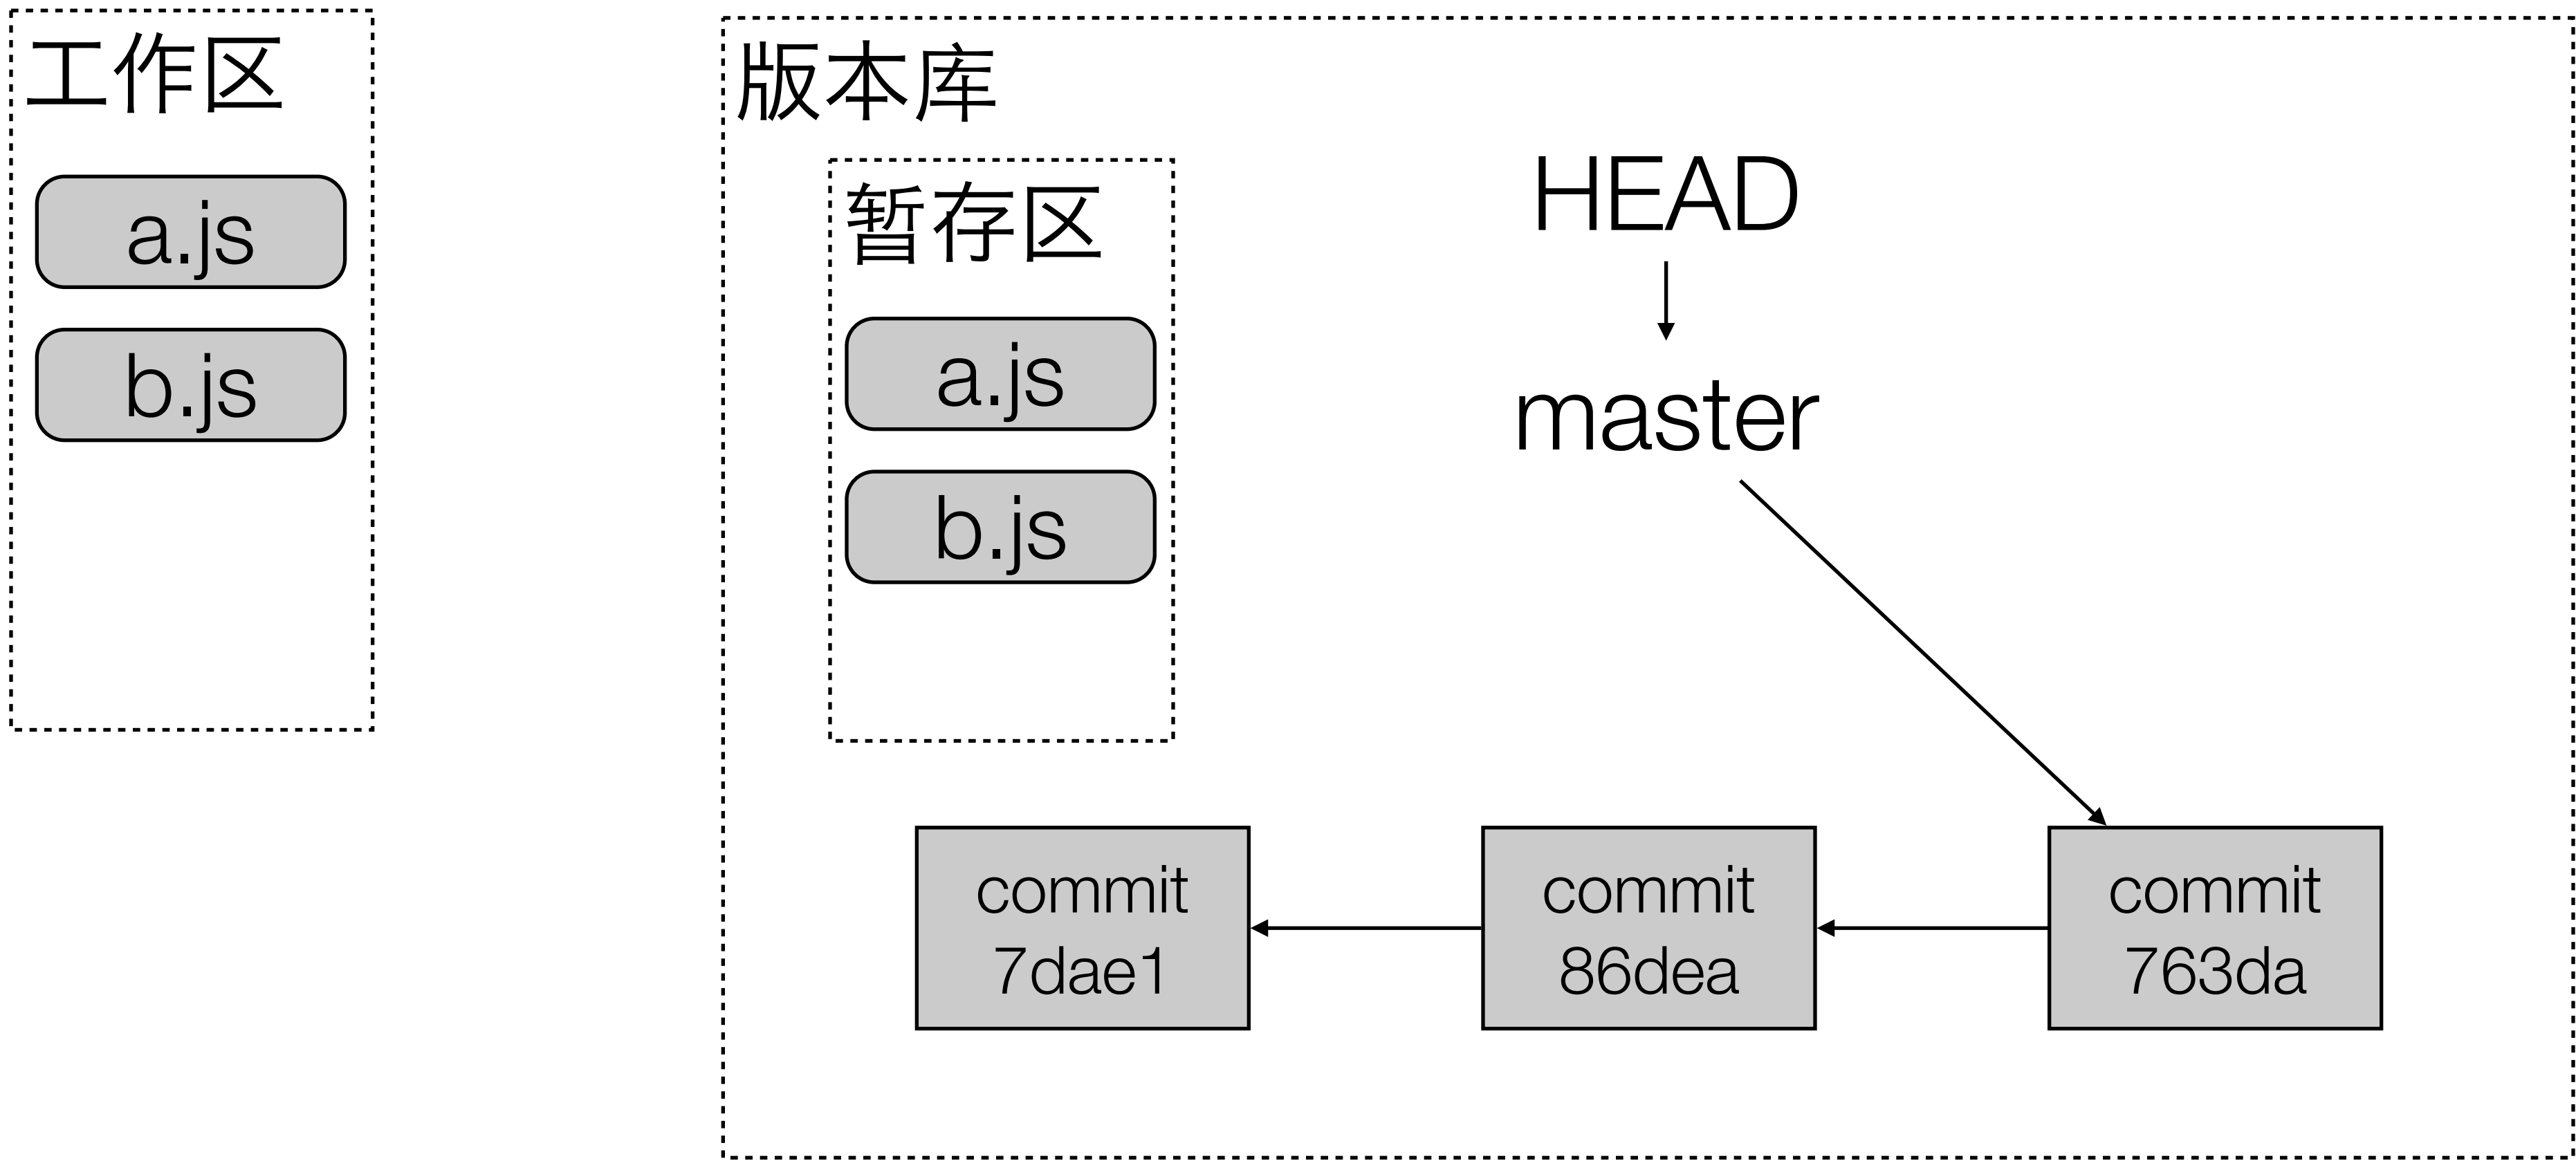 工作区
a.js
b.js
版本库
暂存区
a.js
b.js
HEAD
master
commit
7dae1
commit
86dea
commit
763da